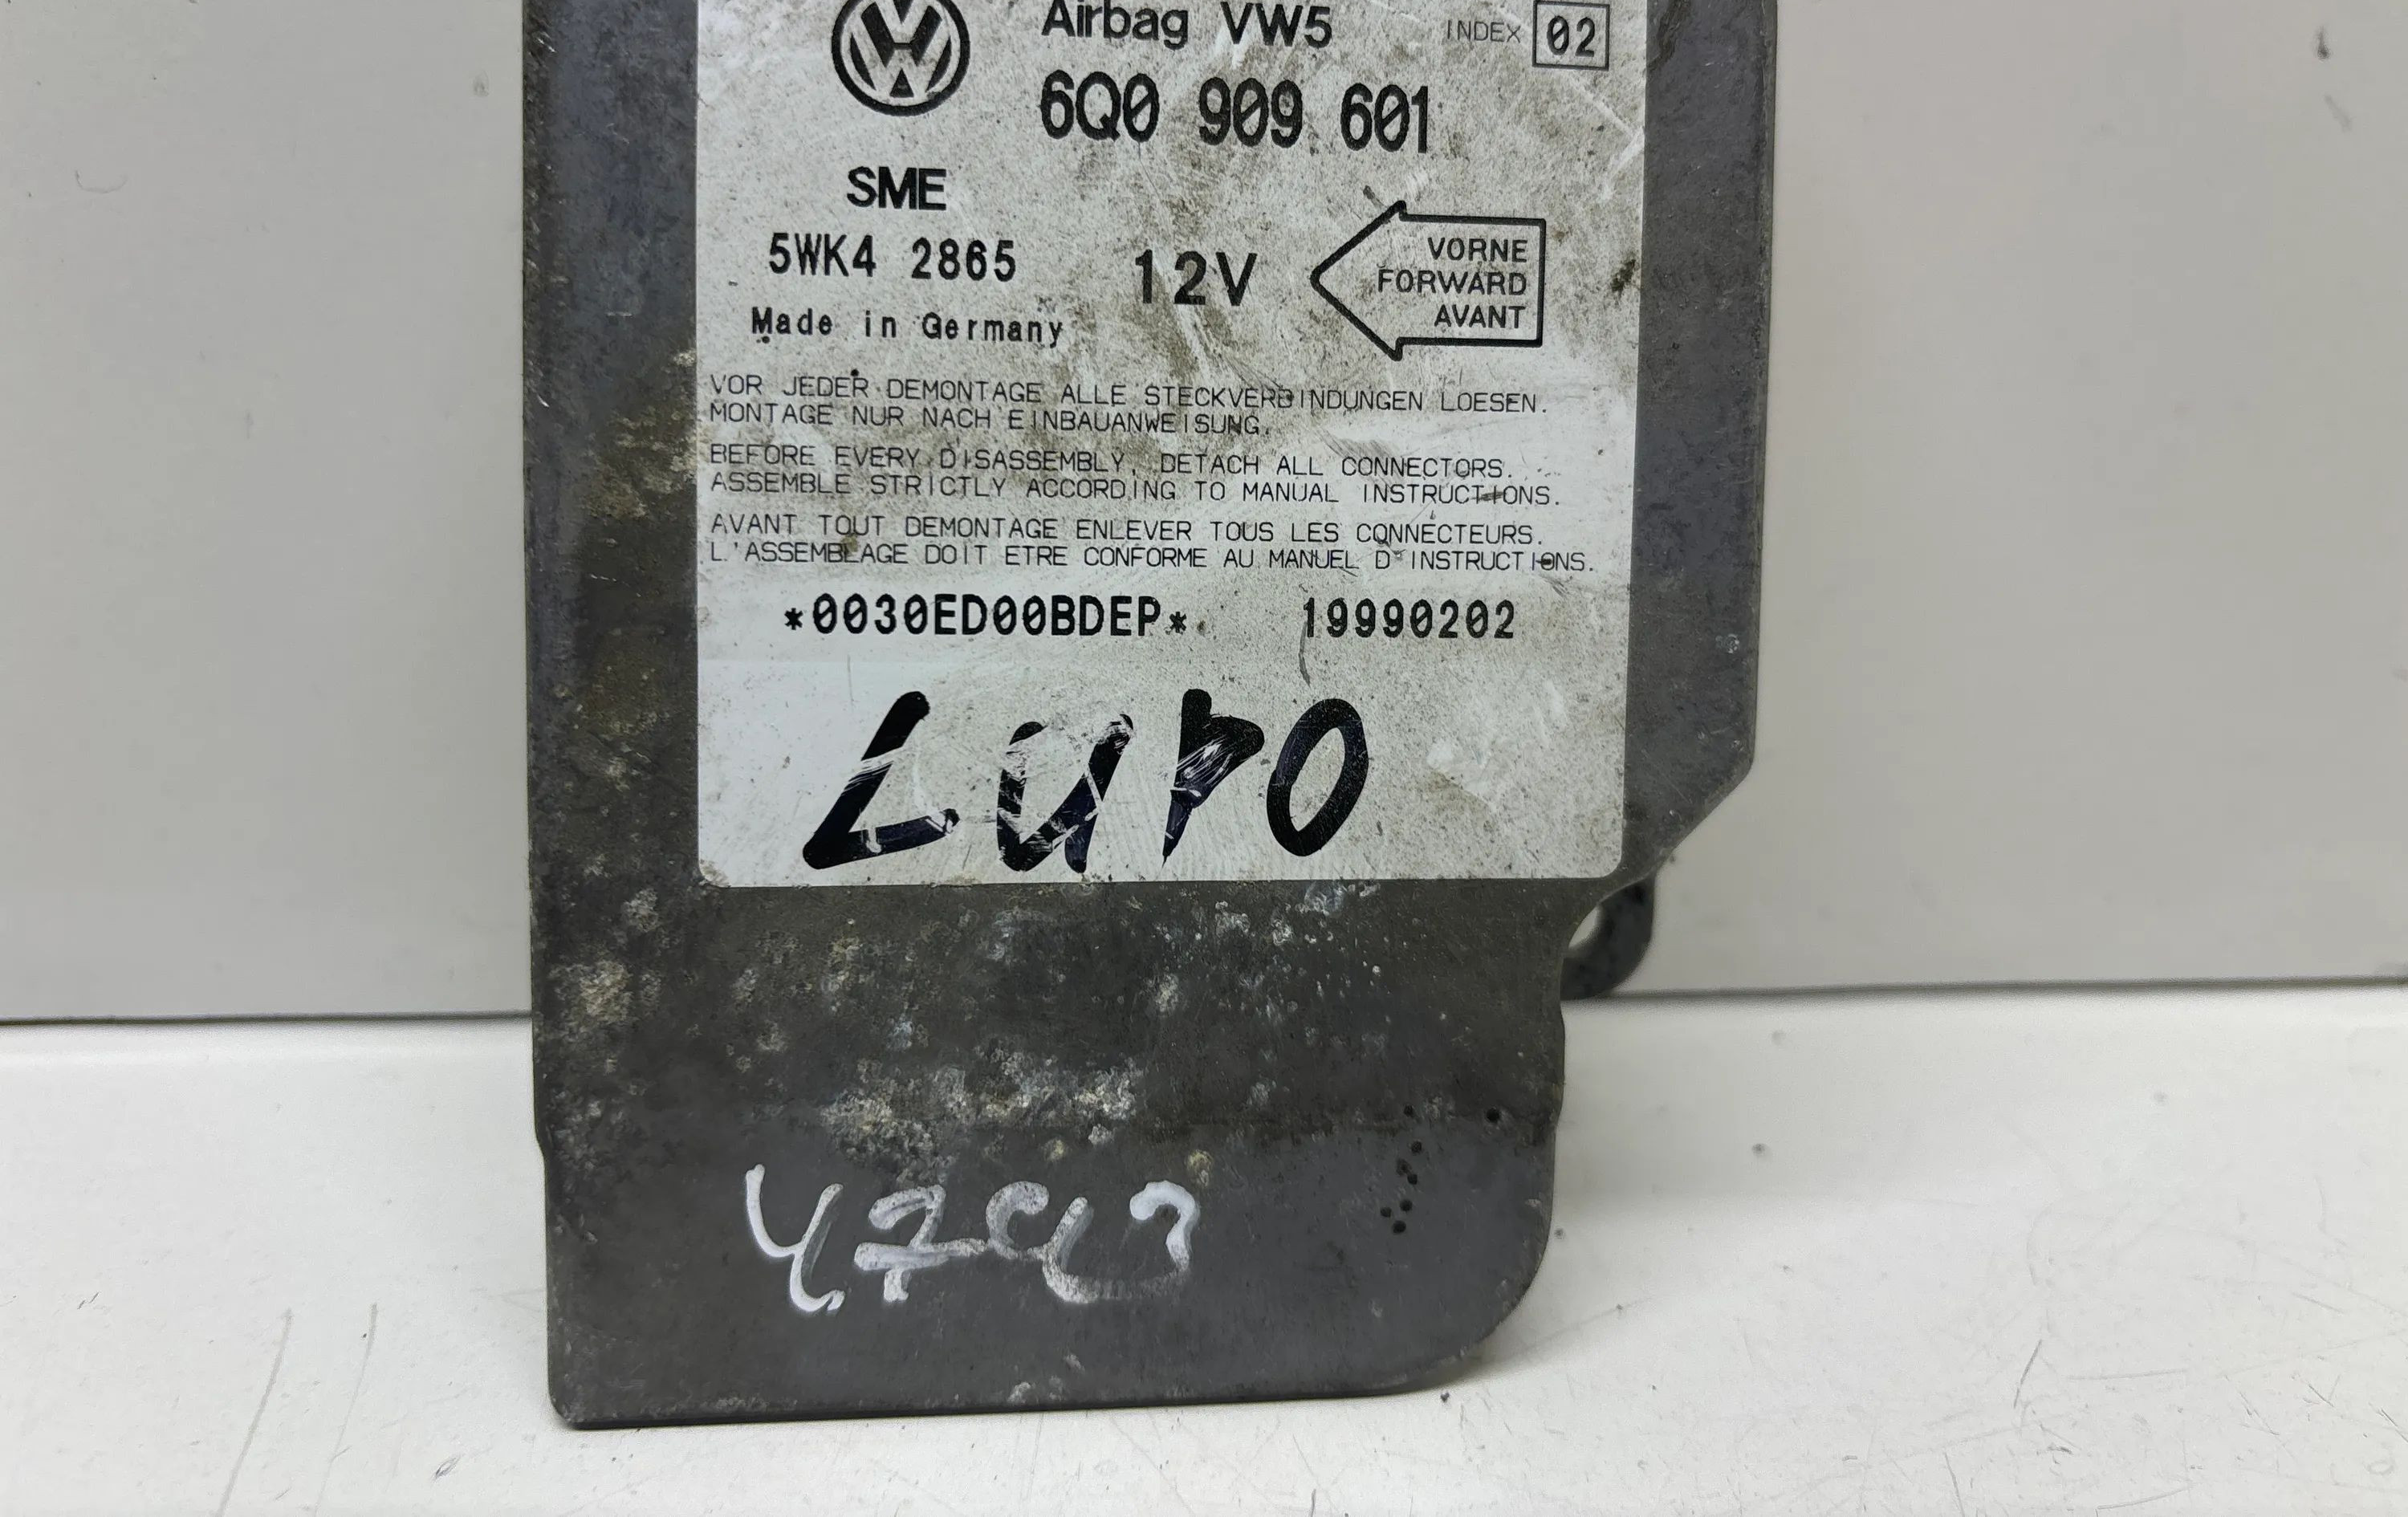 Airbag VW5 INDEX 02
6Q0 909 601
SME
5WK4 2865 12V
Made in Germany
VORNE
FORWARD
AVANT
VOR JEDER DEMONTAGE ALLE STECKVERBINDUNGEN LOESEN.
MONTAGE NUR NACH EINBAUANWEISUNG.
BEFORE EVERY DISASSEMBLY, DETACH ALL CONNECTORS.
ASSEMBLE STRICTLY ACCORDING TO MANUAL INSTRUCTIONS.
AVANT TOUT DEMONTAGE ENLEVER TOUS LES CONNECTEURS.
L'ASSEMBLAGE DOIT ETRE CONFORME AU MANUEL D'INSTRUCTIONS.
*0030ED00BDEP* 19990202
LUPO